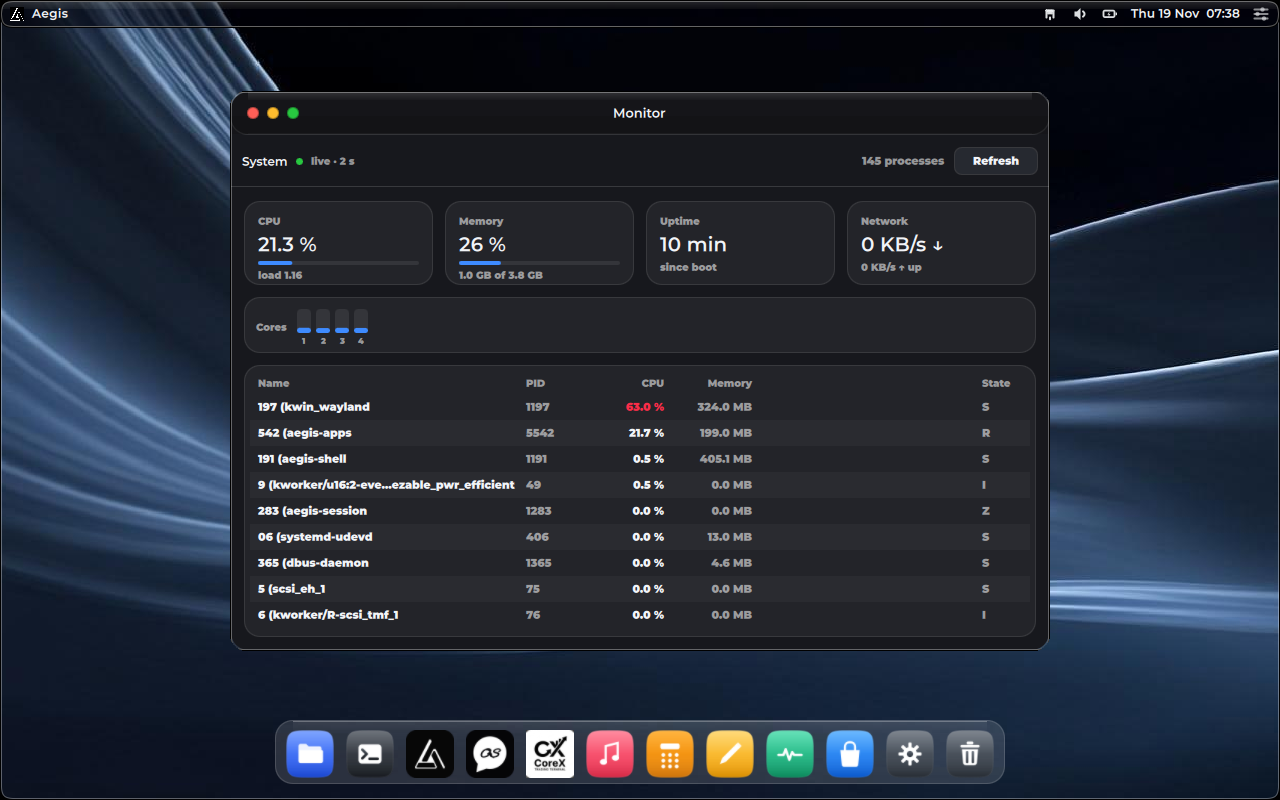 Aegis
Thu 19 Nov 07:38
Monitor
System live • 2 s
145 processes
Refresh
CPU
21.3 %
load 1.16
Memory
26 %
1.0 GB of 3.8 GB
Uptime
10 min
since boot
Network
0 KB/s ↓
0 KB/s ↑ up
Cores
1 2 3 4
Name PID CPU Memory State
197 (kwin_wayland 1197 63.0 % 324.0 MB S
542 (aegis-apps 5542 21.7 % 199.0 MB R
191 (aegis-shell 1191 0.5 % 405.1 MB S
9 (kworker/u16:2-eve...ezable_pwr_efficient 49 0.5 % 0.0 MB I
283 (aegis-session 1283 0.0 % 0.0 MB Z
06 (systemd-udevd 406 0.0 % 13.0 MB S
365 (dbus-daemon 1365 0.0 % 4.6 MB S
5 (scsi_eh_1 75 0.0 % 0.0 MB S
6 (kworker/R-scsi_tmf_1 76 0.0 % 0.0 MB I
as
CX
CoreX